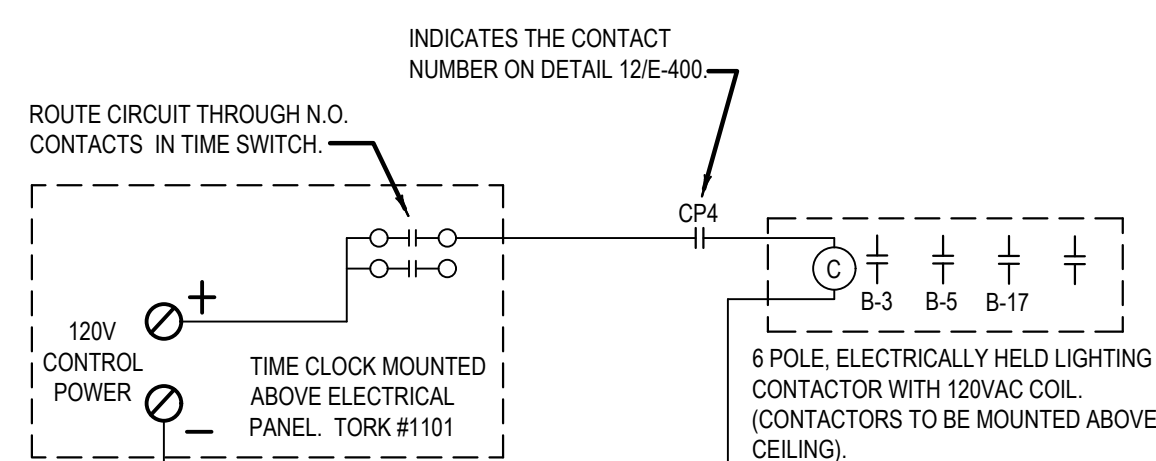 INDICATES THE CONTACT
NUMBER ON DETAIL 12/E-400.
ROUTE CIRCUIT THROUGH N.O.
CONTACTS IN TIME SWITCH.
CP4
+
120V
CONTROL
POWER
–
TIME CLOCK MOUNTED
ABOVE ELECTRICAL
PANEL. TORK #1101
C
B-3 B-5 B-17
6 POLE, ELECTRICALLY HELD LIGHTING
CONTACTOR WITH 120VAC COIL.
(CONTACTORS TO BE MOUNTED ABOVE
CEILING).